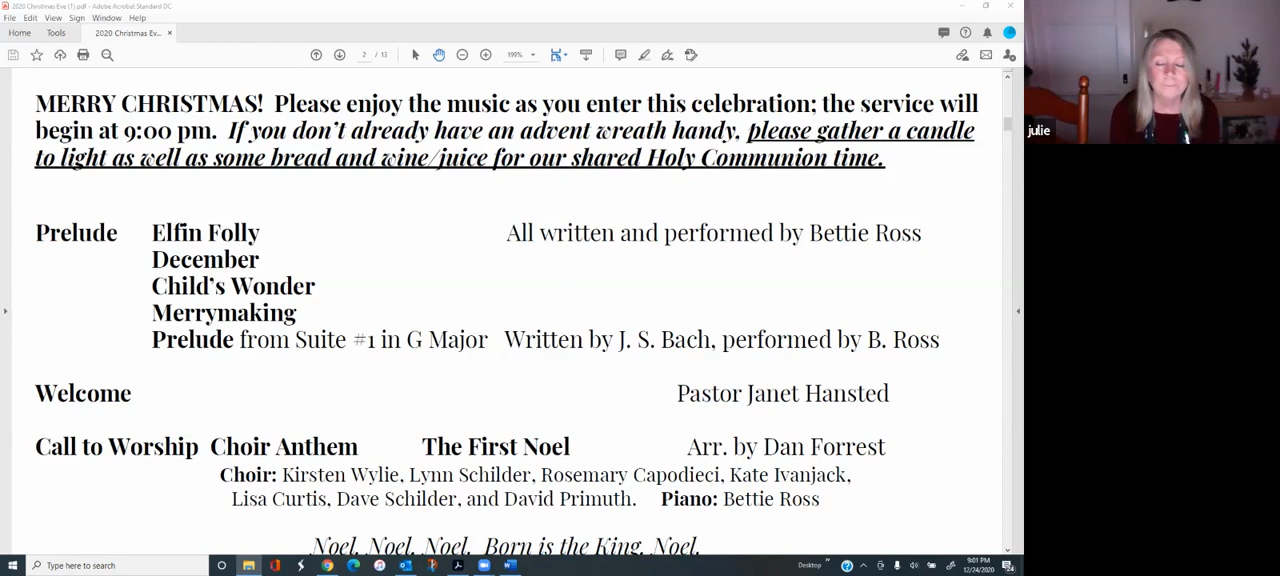 2020 Christmas Eve (1).pdf - Adobe Acrobat Standard DC
File Edit View Sign Window Help
Home Tools 2020 Christmas Ev... ×
2 / 13 199%
MERRY CHRISTMAS! Please enjoy the music as you enter this celebration; the service will
begin at 9:00 pm. If you don't already have an advent wreath handy, please gather a candle
to light as well as some bread and wine/juice for our shared Holy Communion time.
Prelude Elfin Folly All written and performed by Bettie Ross
December
Child's Wonder
Merrymaking
Prelude from Suite #1 in G Major Written by J. S. Bach, performed by B. Ross
Welcome Pastor Janet Hansted
Call to Worship Choir Anthem The First Noel Arr. by Dan Forrest
Choir: Kirsten Wylie, Lynn Schilder, Rosemary Capodieci, Kate Ivanjack,
Lisa Curtis, Dave Schilder, and David Primuth. Piano: Bettie Ross
Noel, Noel, Noel, Born is the King, Noel.
julie
Type here to search
Desktop
9:01 PM
12/24/2020
24